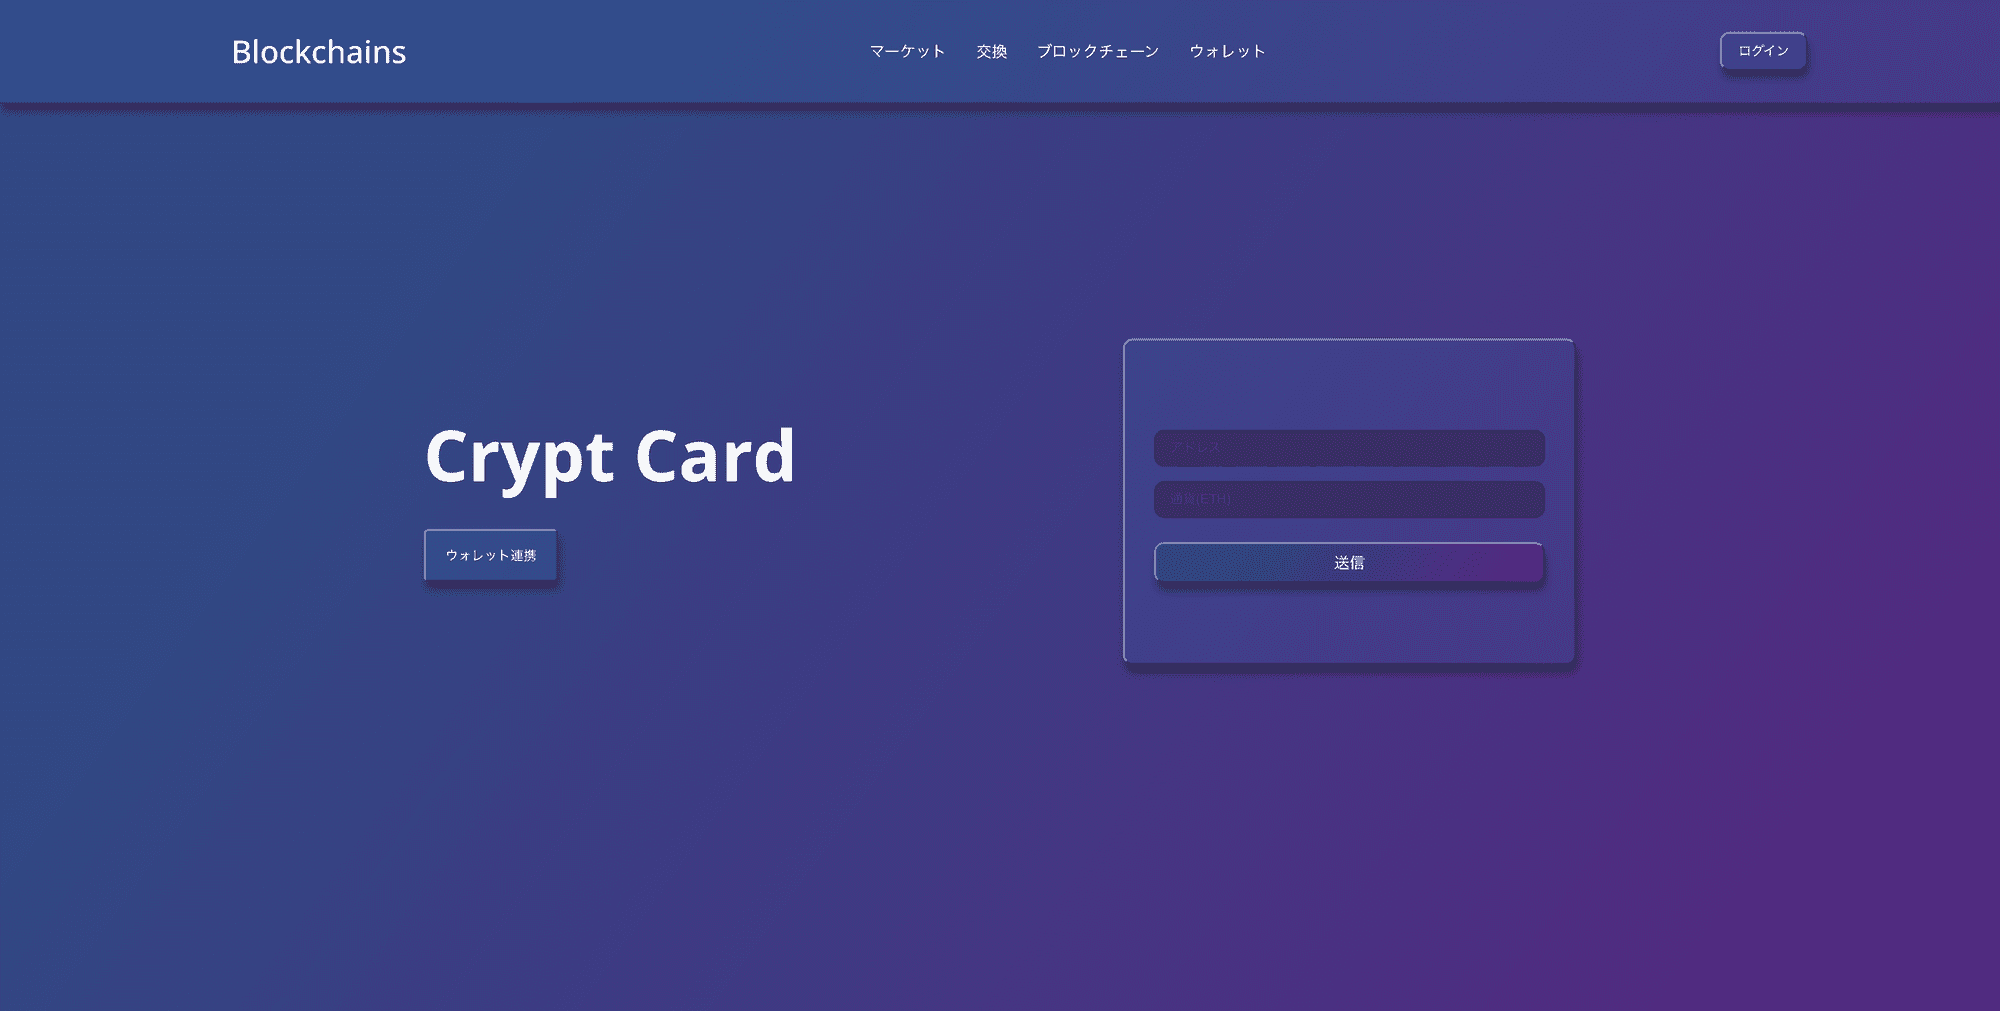 Blockchains
マーケット 交換 ブロックチェーン ウォレット
ログイン
Crypt Card
ウォレット連携
アドレス
通貨(ETH)
送信